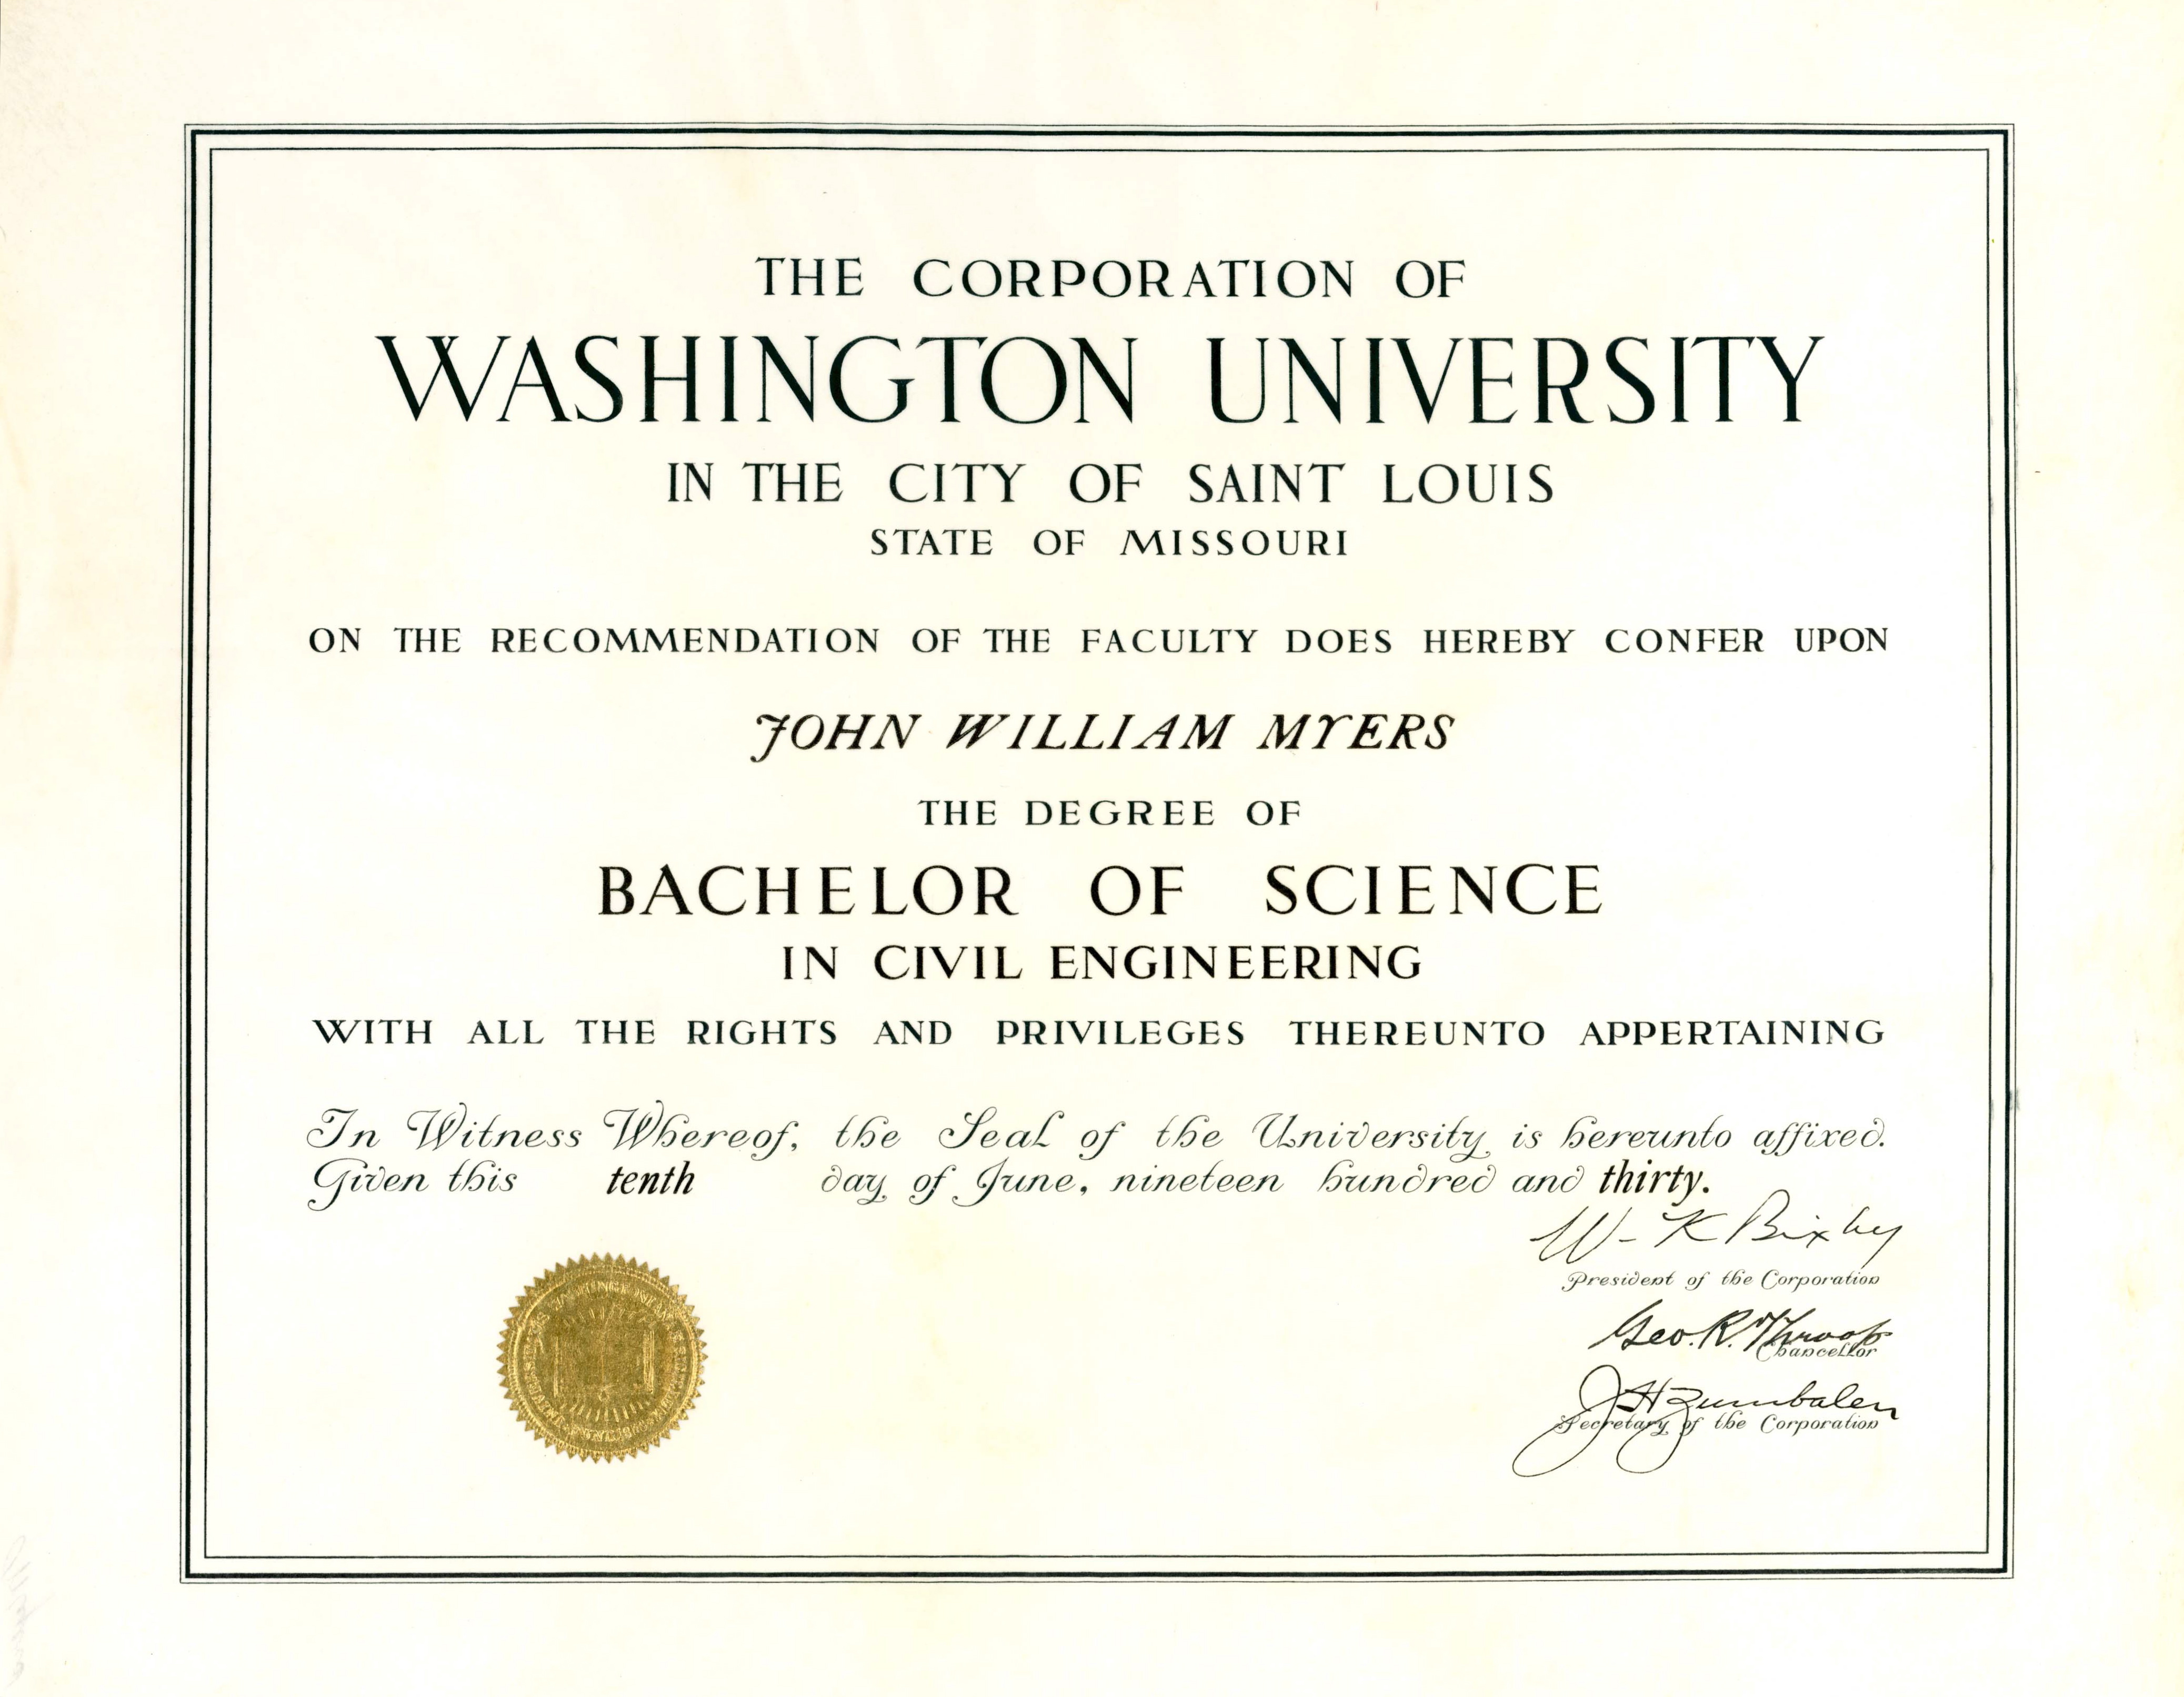 THE CORPORATION OF
WASHINGTON UNIVERSITY
IN THE CITY OF SAINT LOUIS
STATE OF MISSOURI
ON THE RECOMMENDATION OF THE FACULTY DOES HEREBY CONFER UPON
JOHN WILLIAM MYERS
THE DEGREE OF
BACHELOR OF SCIENCE
IN CIVIL ENGINEERING
WITH ALL THE RIGHTS AND PRIVILEGES THEREUNTO APPERTAINING
In Witness Whereof, the Seal of the University is hereunto affixed.
Given this tenth day of June, nineteen hundred and thirty.
W-K Bixby
President of the Corporation
Geo. R. Throop
Chancellor
J H Zumbalen
Secretary of the Corporation